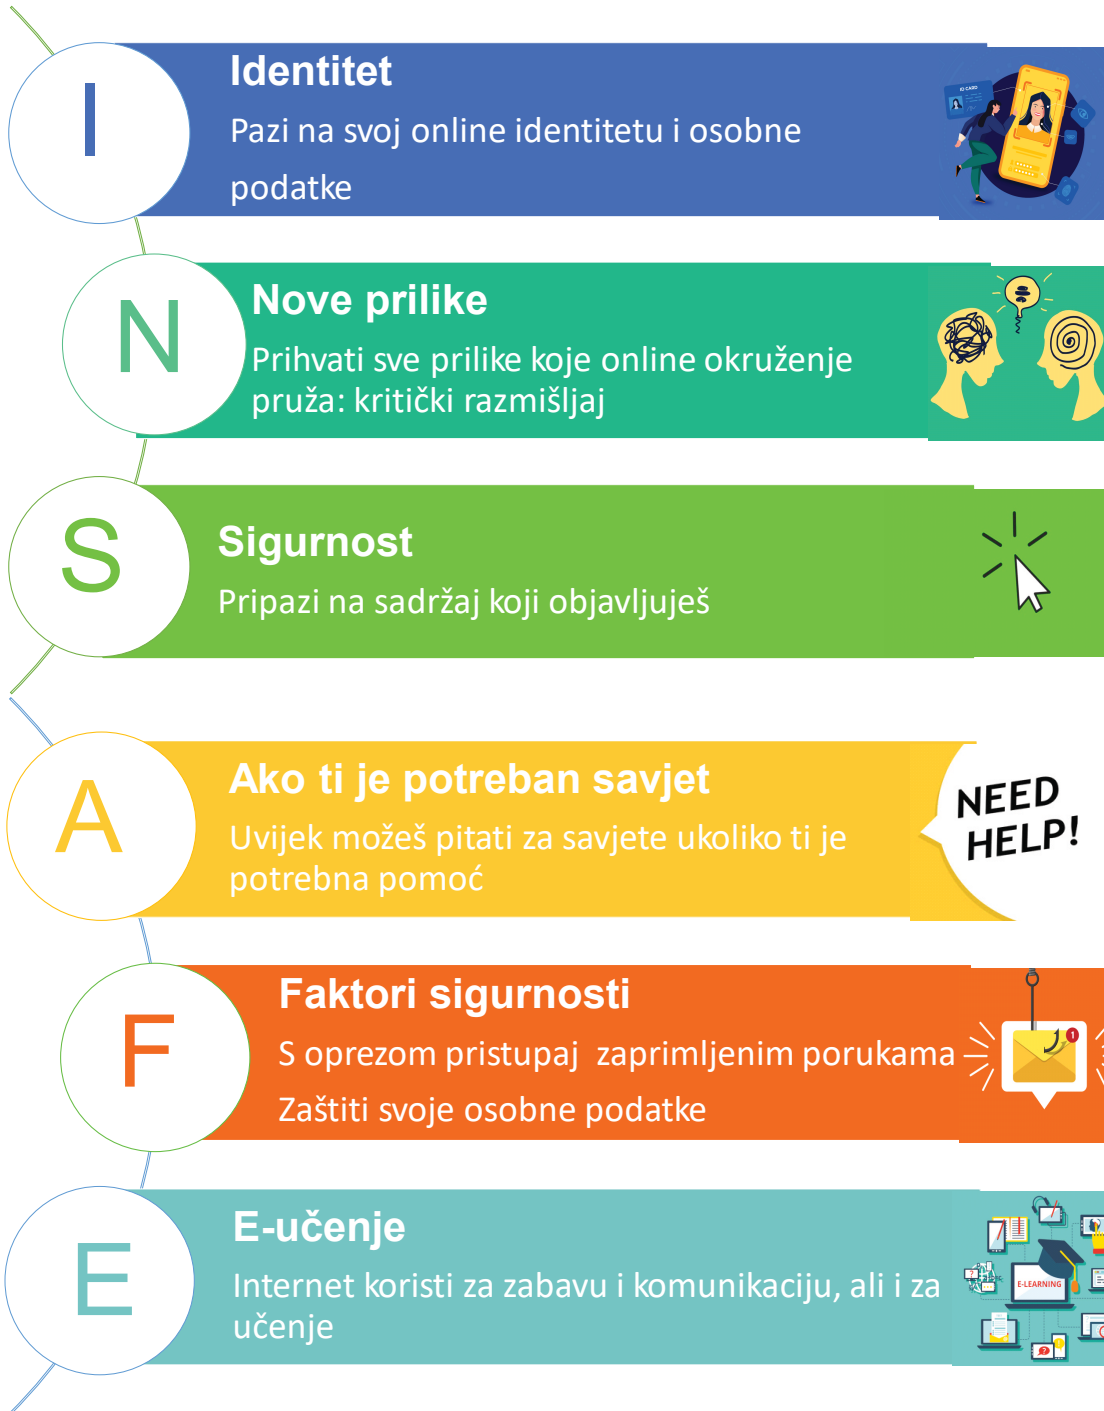 I
Identitet
Pazi na svoj online identitetu i osobne
podatke
ID CARD
N
Nove prilike
Prihvati sve prilike koje online okruženje
pruža: kritički razmišljaj
S
Sigurnost
Pripazi na sadržaj koji objavljuješ
A
Ako ti je potreban savjet
Uvijek možeš pitati za savjete ukoliko ti je
potrebna pomoć
NEED
HELP!
F
Faktori sigurnosti
S oprezom pristupaj  zaprimljenim porukama
Zaštiti svoje osobne podatke
1
E
E-učenje
Internet koristi za zabavu i komunikaciju, ali i za
učenje
E-LEARNING